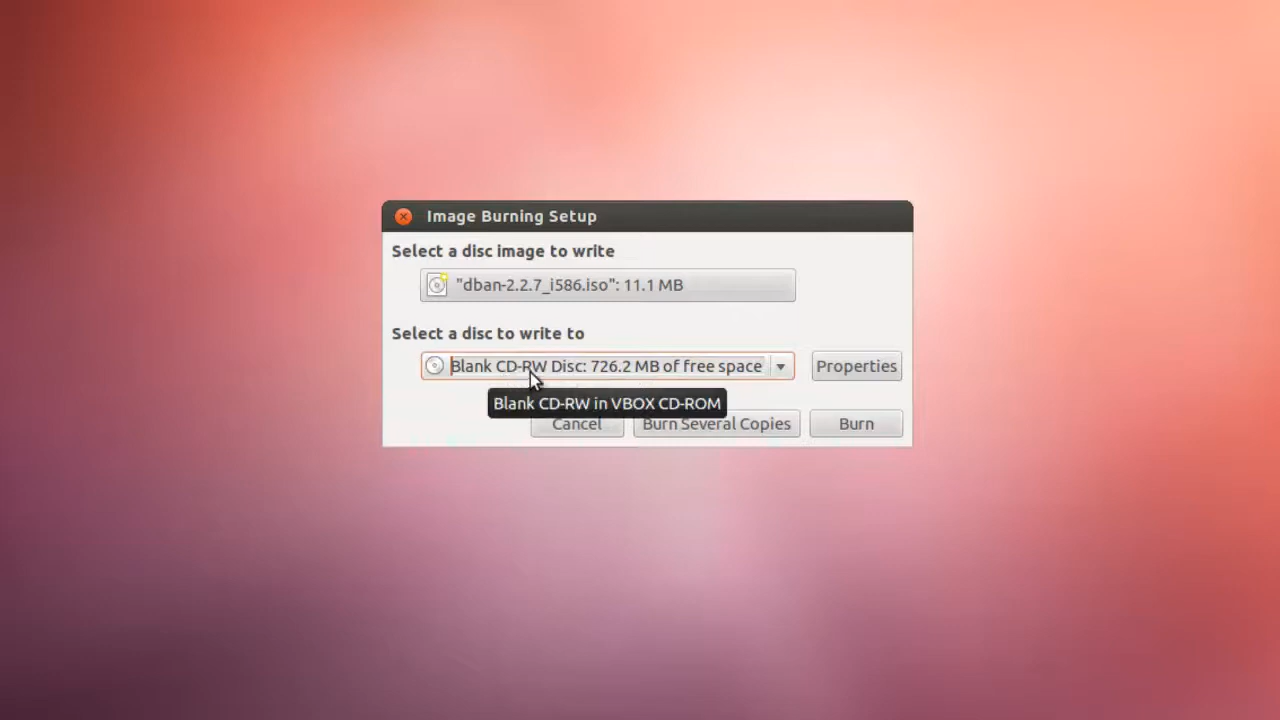 Image Burning Setup
Select a disc image to write
"dban-2.2.7_i586.iso": 11.1 MB
Select a disc to write to
Blank CD-RW Disc: 726.2 MB of free space
Properties
Blank CD-RW in VBOX CD-ROM
Cancel
Burn Several Copies
Burn